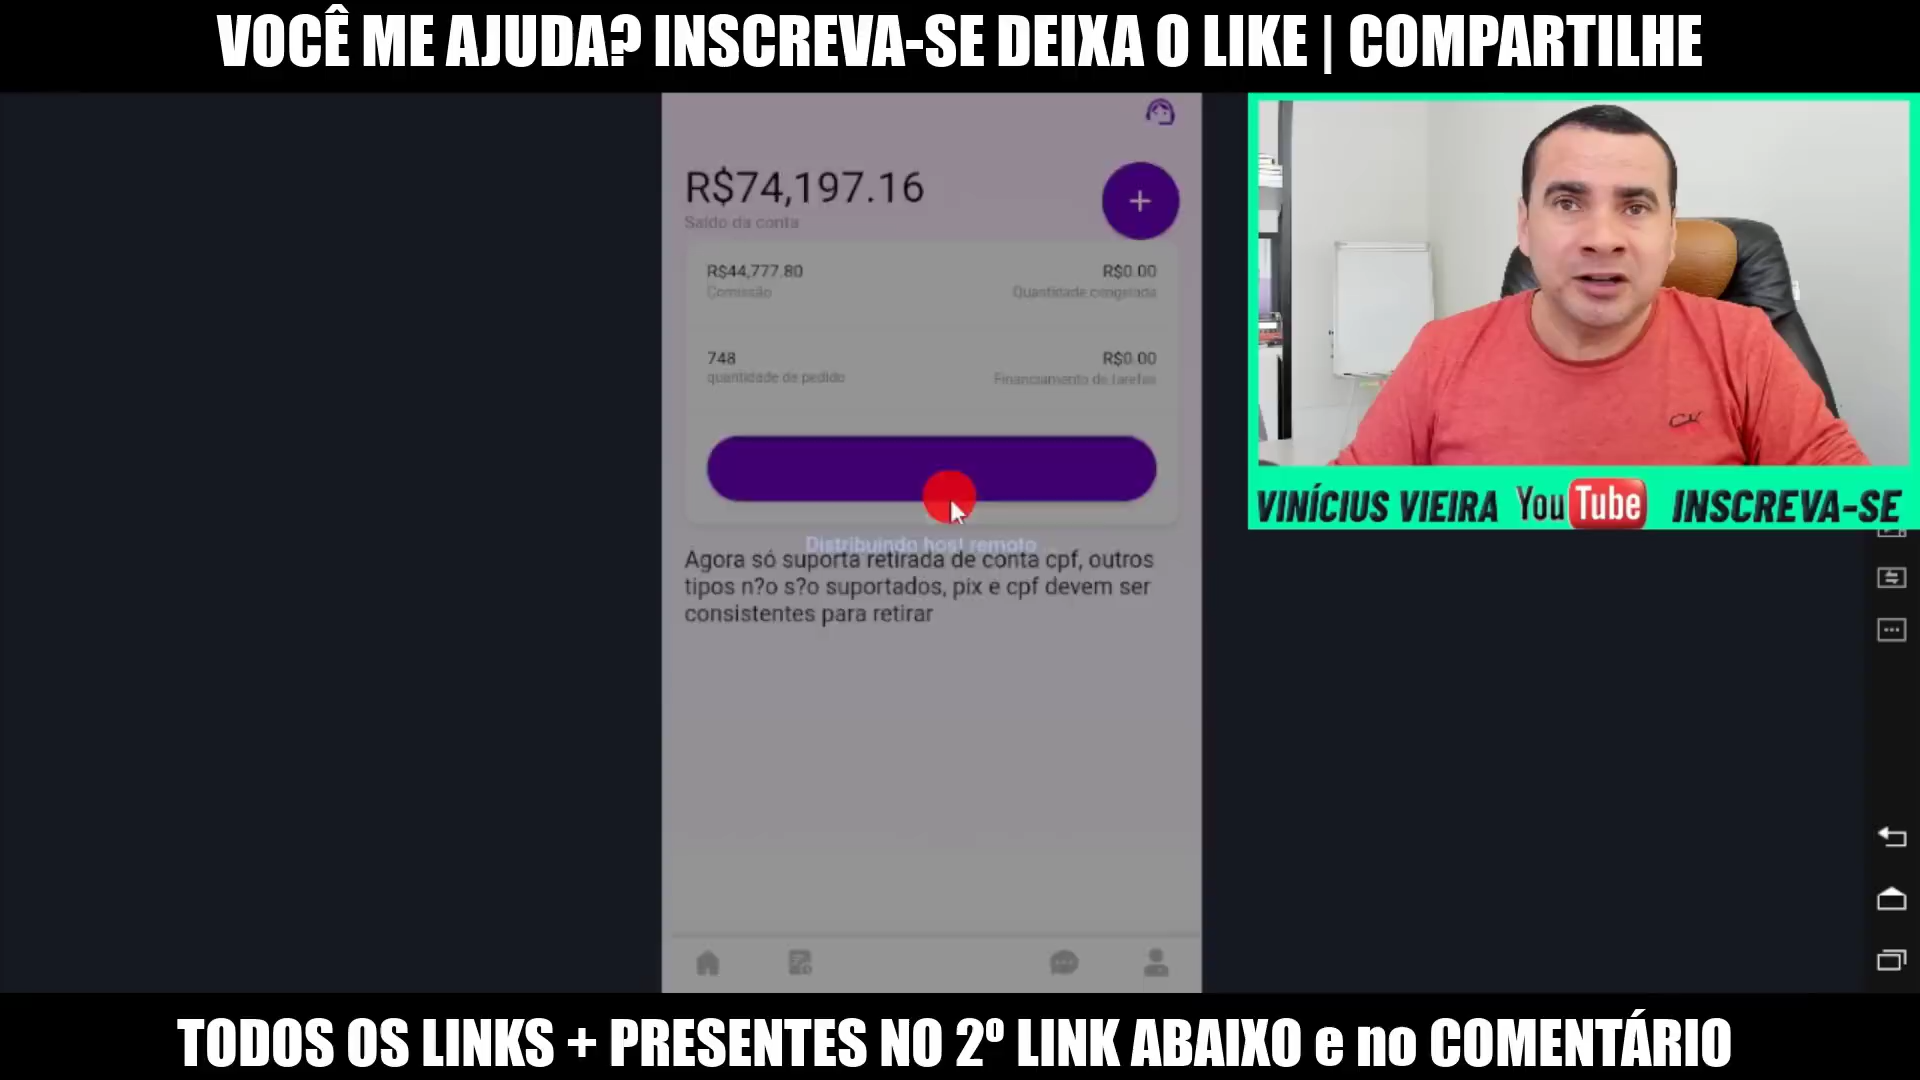 VOCÊ ME AJUDA? INSCREVA-SE DEIXA O LIKE | COMPARTILHE
R$74,197.16
Saldo da conta
R$44,777.80
R$0.00
Comissão
Quantidade congelada
748
R$0.00
quantidade de pedido
Financiamento de tarefas
Distribuindo host remoto
Agora só suporta retirada de conta cpf, outros
tipos n?o s?o suportados, pix e cpf devem ser
consistentes para retirar
CK
VINÍCIUS VIEIRA YouTube INSCREVA-SE
TODOS OS LINKS + PRESENTES NO 2º LINK ABAIXO e no COMENTÁRIO